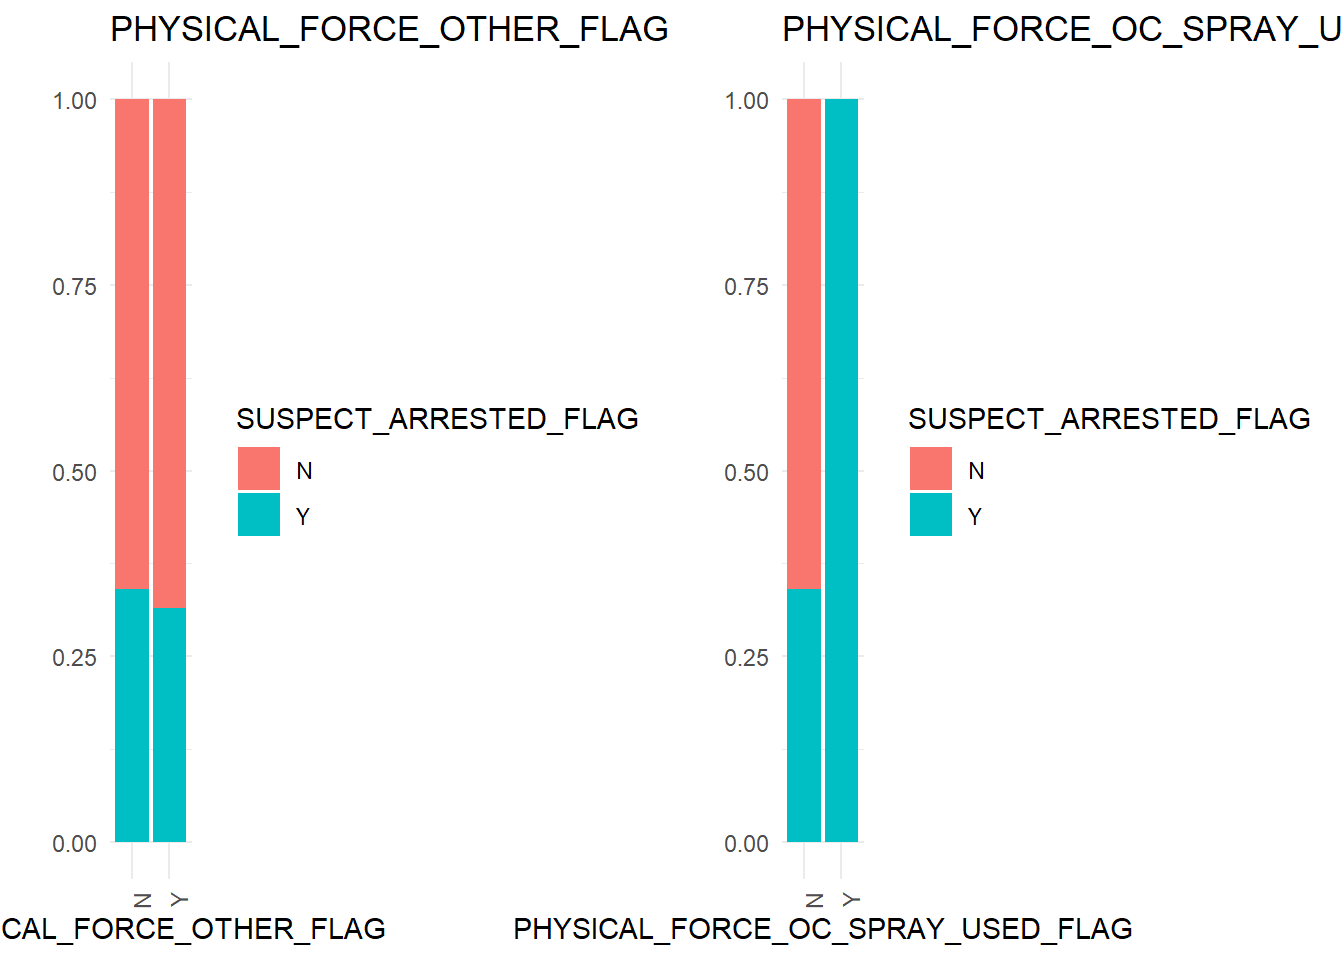 PHYSICAL_FORCE_OTHER_FLAG
1.00
0.75
0.50
0.25
0.00
N
Y
CAL_FORCE_OTHER_FLAG
SUSPECT_ARRESTED_FLAG
N
Y
PHYSICAL_FORCE_OC_SPRAY_U
1.00
0.75
0.50
0.25
0.00
N
Y
PHYSICAL_FORCE_OC_SPRAY_USED_FLAG
SUSPECT_ARRESTED_FLAG
N
Y